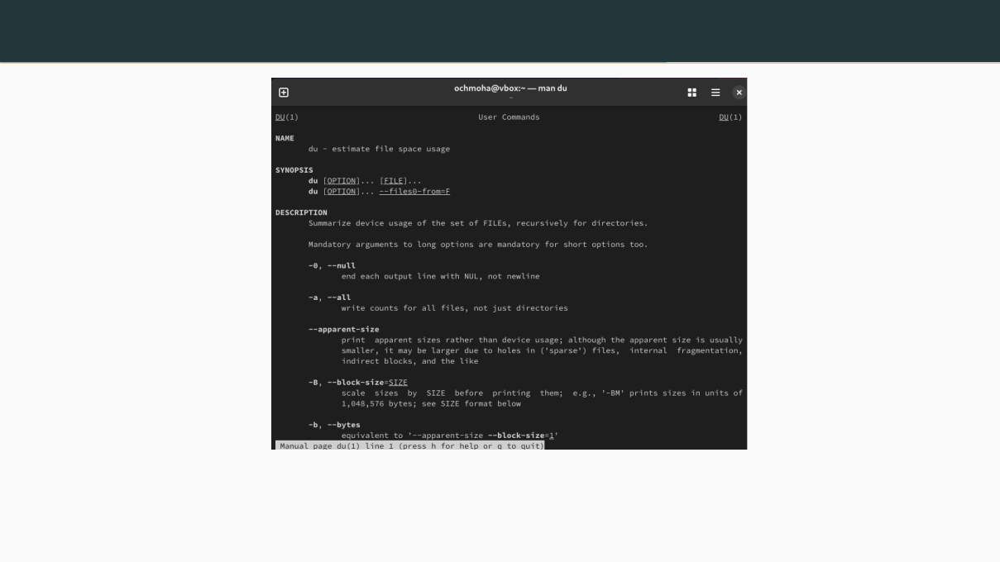 ochmoha@vbox:~ — man du
~
DU(1) User Commands DU(1)
NAME
du - estimate file space usage
SYNOPSIS
du [OPTION]... [FILE]...
du [OPTION]... --files0-from=F
DESCRIPTION
Summarize device usage of the set of FILEs, recursively for directories.
Mandatory arguments to long options are mandatory for short options too.
-0, --null
end each output line with NUL, not newline
-a, --all
write counts for all files, not just directories
--apparent-size
print apparent sizes rather than device usage; although the apparent size is usually
smaller, it may be larger due to holes in ('sparse') files, internal fragmentation,
indirect blocks, and the like
-B, --block-size=SIZE
scale sizes by SIZE before printing them; e.g., '-BM' prints sizes in units of
1,048,576 bytes; see SIZE format below
-b, --bytes
equivalent to '--apparent-size --block-size=1'
Manual page du(1) line 1 (press h for help or q to quit)